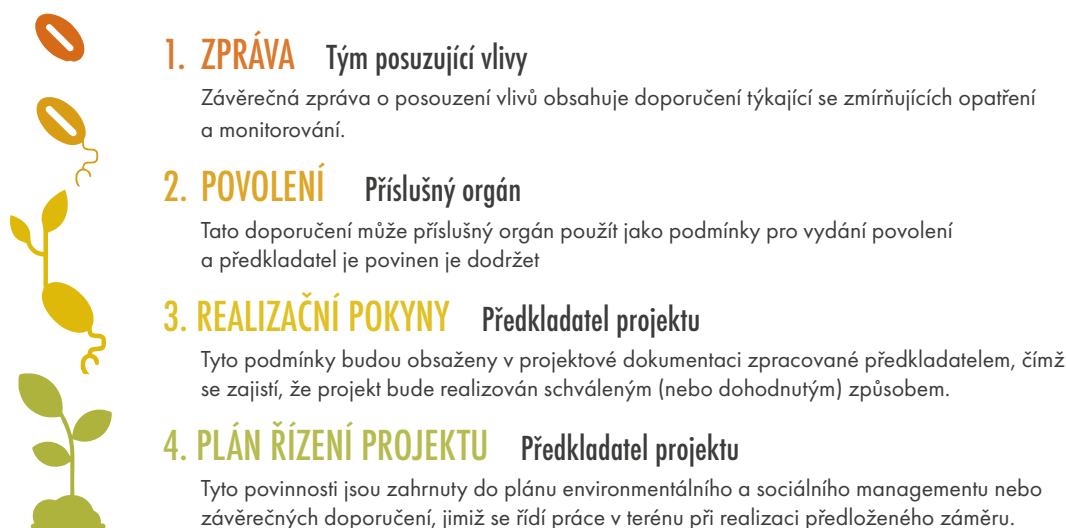 1. ZPRÁVA Tým posuzující vlivy
Závěrečná zpráva o posouzení vlivů obsahuje doporučení týkající se zmírňujících opatření
a monitorování.
2. POVOLENÍ Příslušný orgán
Tato doporučení může příslušný orgán použít jako podmínky pro vydání povolení
a předkladatel je povinen je dodržet
3. REALIZAČNÍ POKYNY Předkladatel projektu
Tyto podmínky budou obsaženy v projektové dokumentaci zpracované předkladatelem, čímž
se zajistí, že projekt bude realizován schváleným (nebo dohodnutým) způsobem.
4. PLÁN ŘÍZENÍ PROJEKTU Předkladatel projektu
Tyto povinnosti jsou zahrnuty do plánu environmentálního a sociálního managementu nebo
závěrečných doporučení, jimiž se řídí práce v terénu při realizaci předloženého záměru.